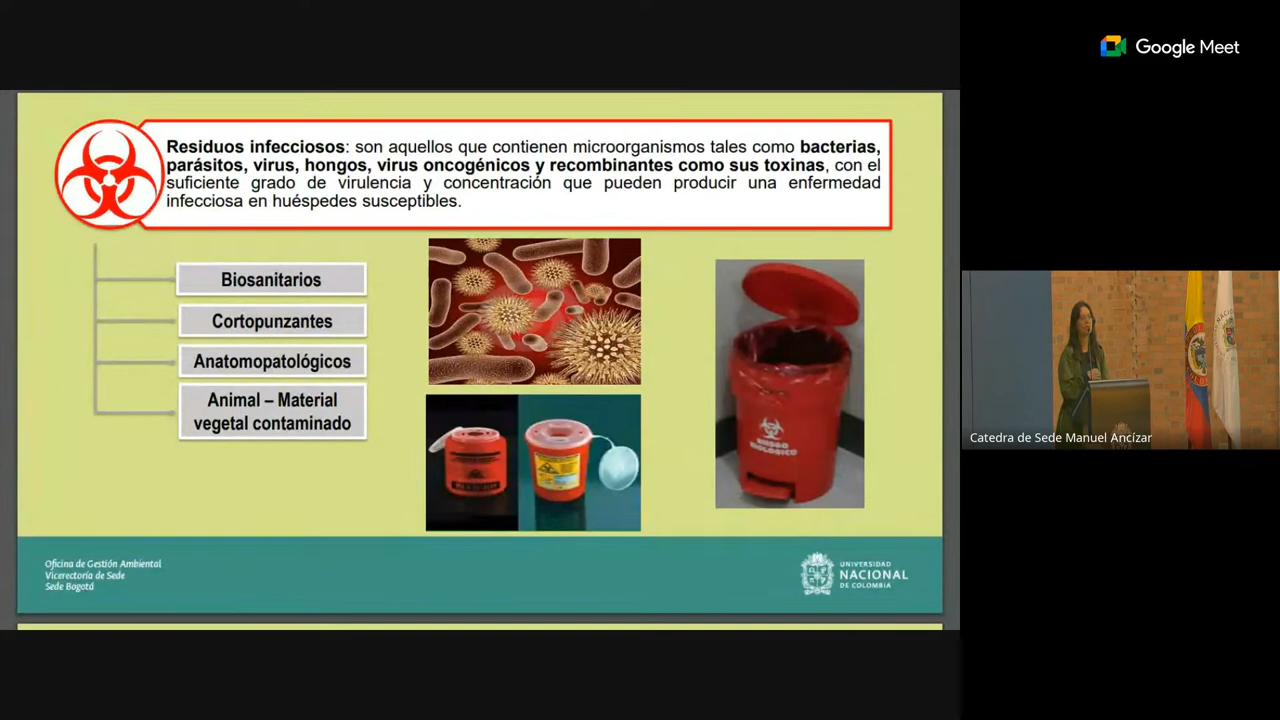 Google Meet
Residuos infecciosos: son aquellos que contienen microorganismos tales como bacterias,
parásitos, virus, hongos, virus oncogénicos y recombinantes como sus toxinas, con el
suficiente grado de virulencia y concentración que pueden producir una enfermedad
infecciosa en huéspedes susceptibles.
Biosanitarios
Cortopunzantes
Anatomopatológicos
Animal – Material
vegetal contaminado
RIESGO
BIOLÓGICO
Catedra de Sede Manuel Ancízar
Oficina de Gestión Ambiental
Vicerectoría de Sede
Sede Bogotá
UNIVERSIDAD
NACIONAL
DE COLOMBIA